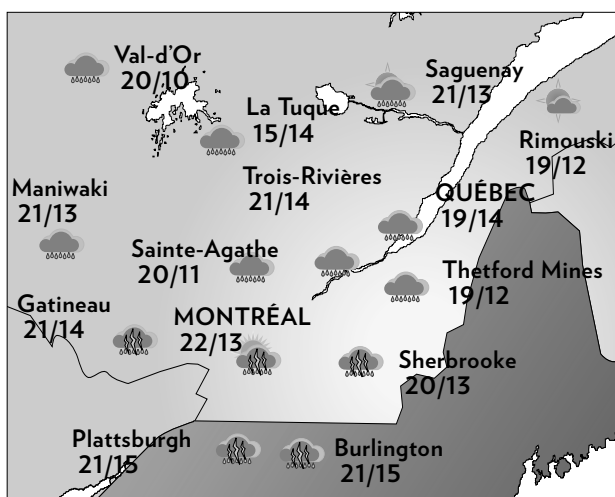 Val-d'Or
20/10
Saguenay
21/13
La Tuque
15/14
Rimouski
19/12
Trois-Rivières
21/14
Maniwaki
21/13
QUÉBEC
19/14
Sainte-Agathe
20/11
Thetford Mines
19/12
Gatineau
21/14
MONTRÉAL
22/13
Sherbrooke
20/13
Plattsburgh
21/15
Burlington
21/15